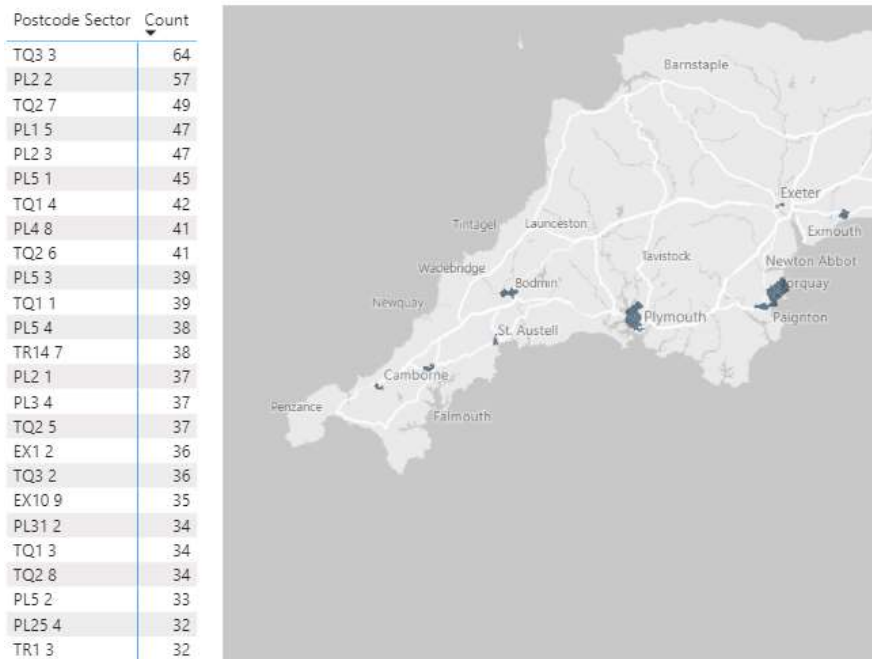 Postcode Sector Count
TQ3 3 64
PL2 2 57
TQ2 7 49
PL1 5 47
PL2 3 47
PL5 1 45
TQ1 4 42
PL4 8 41
TQ2 6 41
PL5 3 39
TQ1 1 39
PL5 4 38
TR14 7 38
PL2 1 37
PL3 4 37
TQ2 5 37
EX1 2 36
TQ3 2 36
EX10 9 35
PL31 2 34
TQ1 3 34
TQ2 8 34
PL5 2 33
PL25 4 32
TR1 3 32
Barnstaple
Exeter
Tintagel
Launceston
Exmouth
Tavistock
Newton Abbot
Wadebridge
Bodmin
Torquay
Newquay
Plymouth
Paignton
St. Austell
Camborne
Penzance
Falmouth